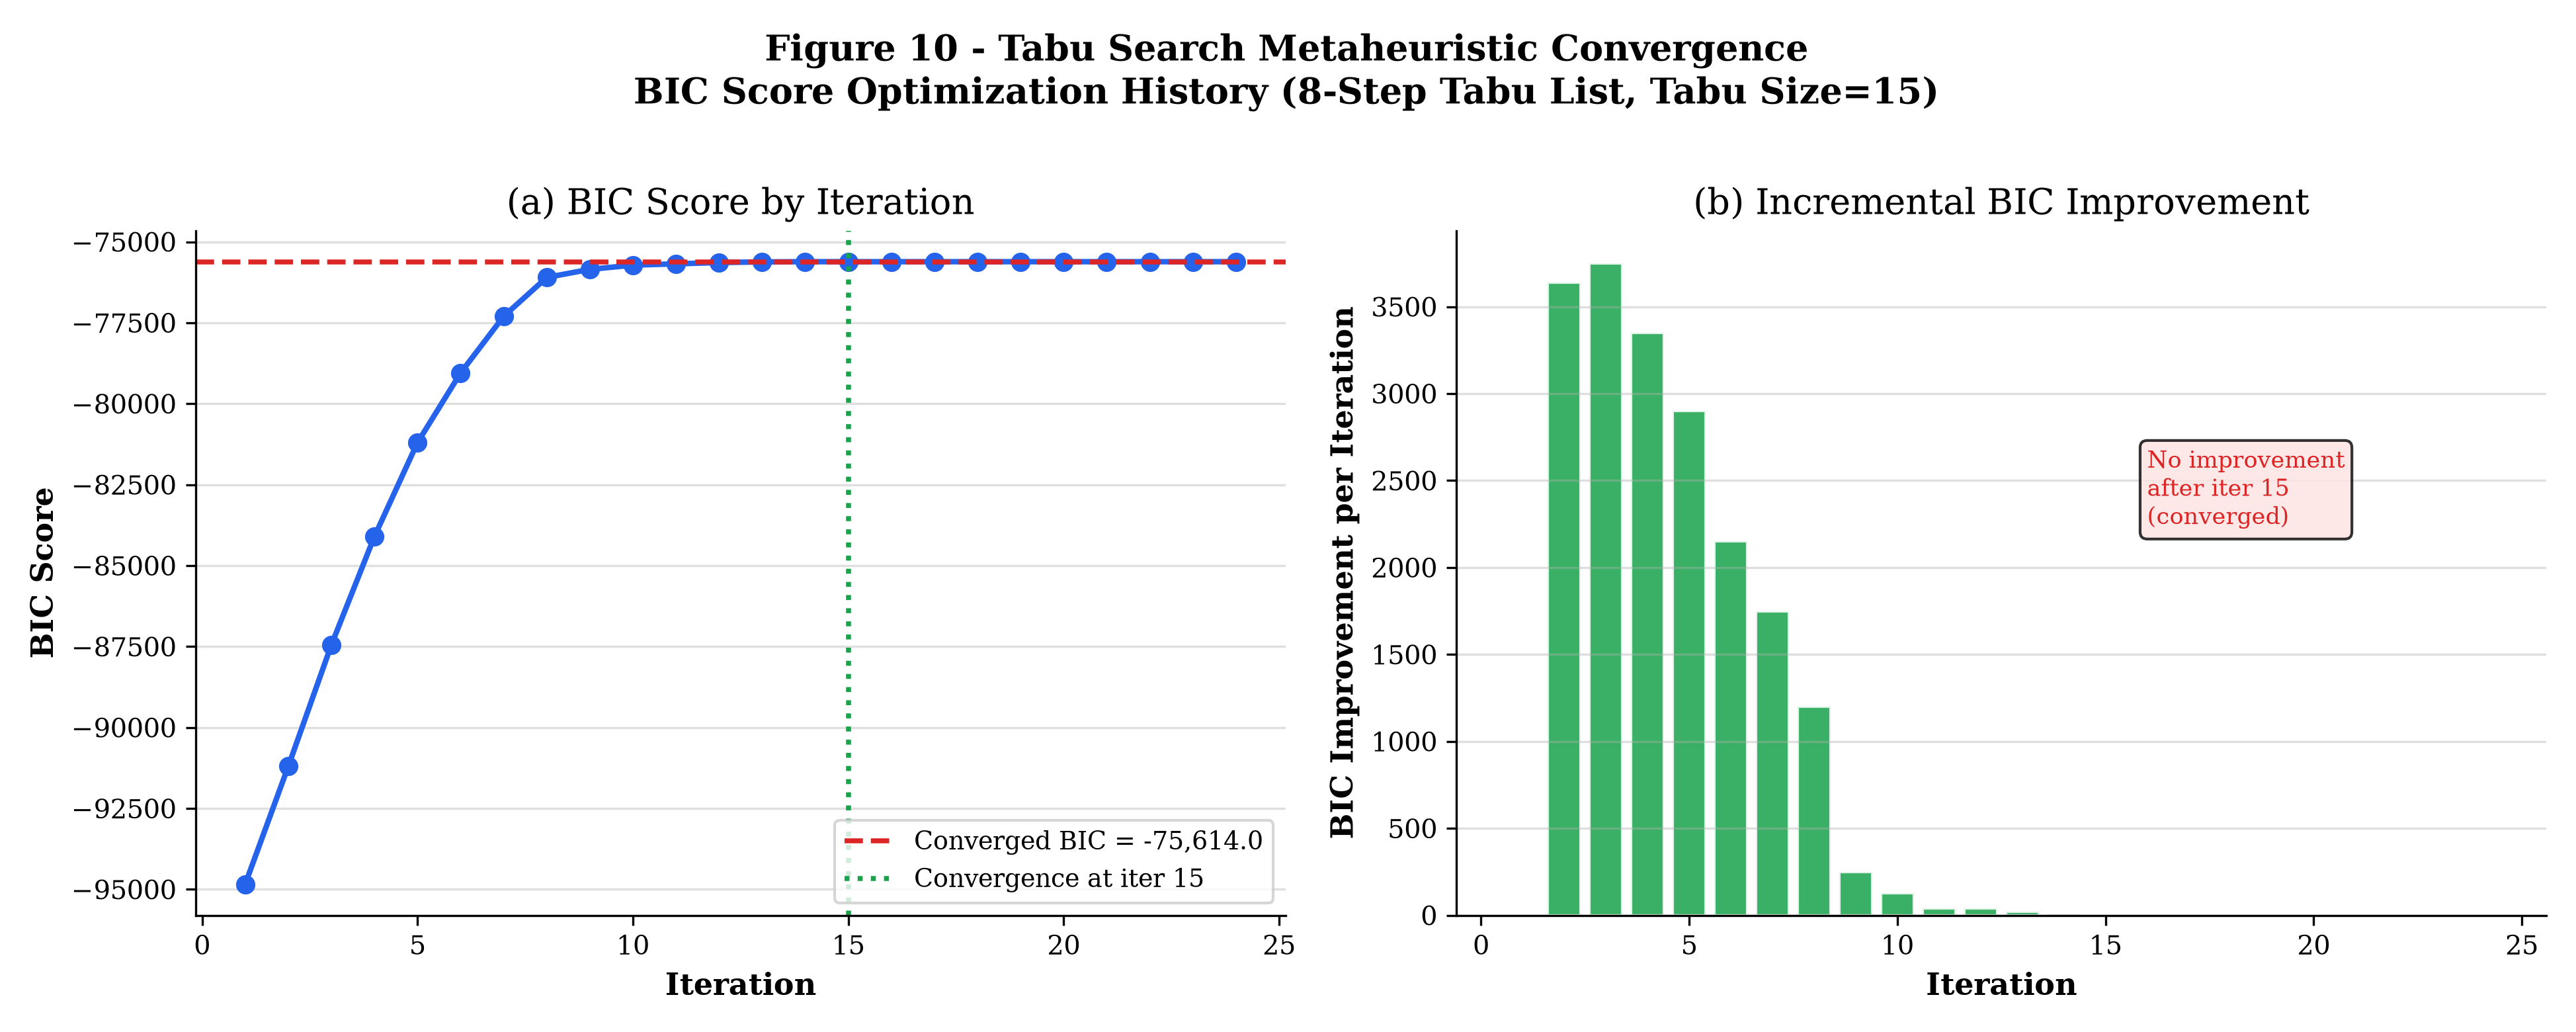 Figure 10 - Tabu Search Metaheuristic Convergence
BIC Score Optimization History (8-Step Tabu List, Tabu Size=15)
(a) BIC Score by Iteration
BIC Score
−75000
−77500
−80000
−82500
−85000
−87500
−90000
−92500
−95000
Converged BIC = -75,614.0
Convergence at iter 15
0 5 10 15 20 25
Iteration
(b) Incremental BIC Improvement
BIC Improvement per Iteration
3500
3000
2500
2000
1500
1000
500
0
No improvement
after iter 15
(converged)
0 5 10 15 20 25
Iteration